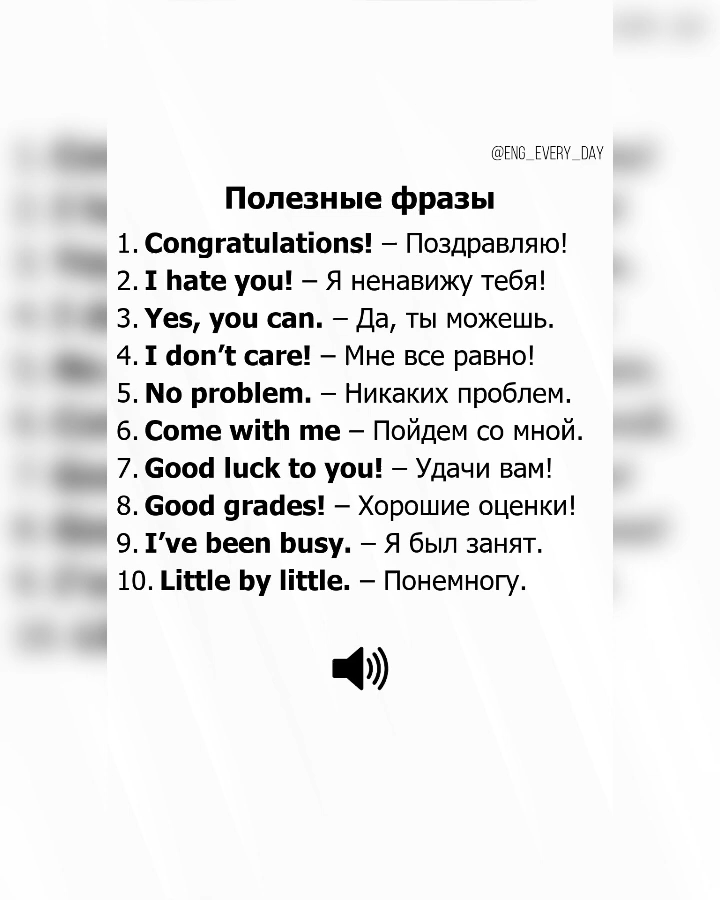 @ENG_EVERY_DAY
Полезные фразы
1. Congratulations! – Поздравляю!
2. I hate you! – Я ненавижу тебя!
3. Yes, you can. – Да, ты можешь.
4. I don’t care! – Мне все равно!
5. No problem. – Никаких проблем.
6. Come with me – Пойдем со мной.
7. Good luck to you! – Удачи вам!
8. Good grades! – Хорошие оценки!
9. I’ve been busy. – Я был занят.
10. Little by little. – Понемногу.